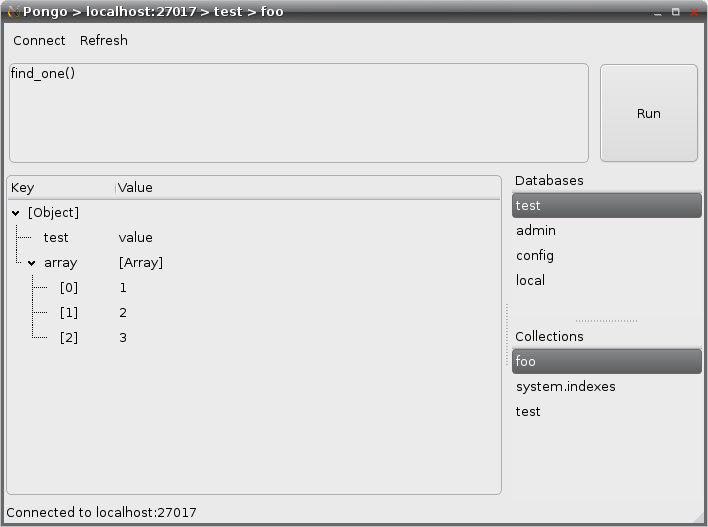 Pongo > localhost:27017 > test > foo
Connect Refresh
find_one()
Run
Key Value
[Object]
test value
array [Array]
[0] 1
[1] 2
[2] 3
Databases
test
admin
config
local
Collections
foo
system.indexes
test
Connected to localhost:27017